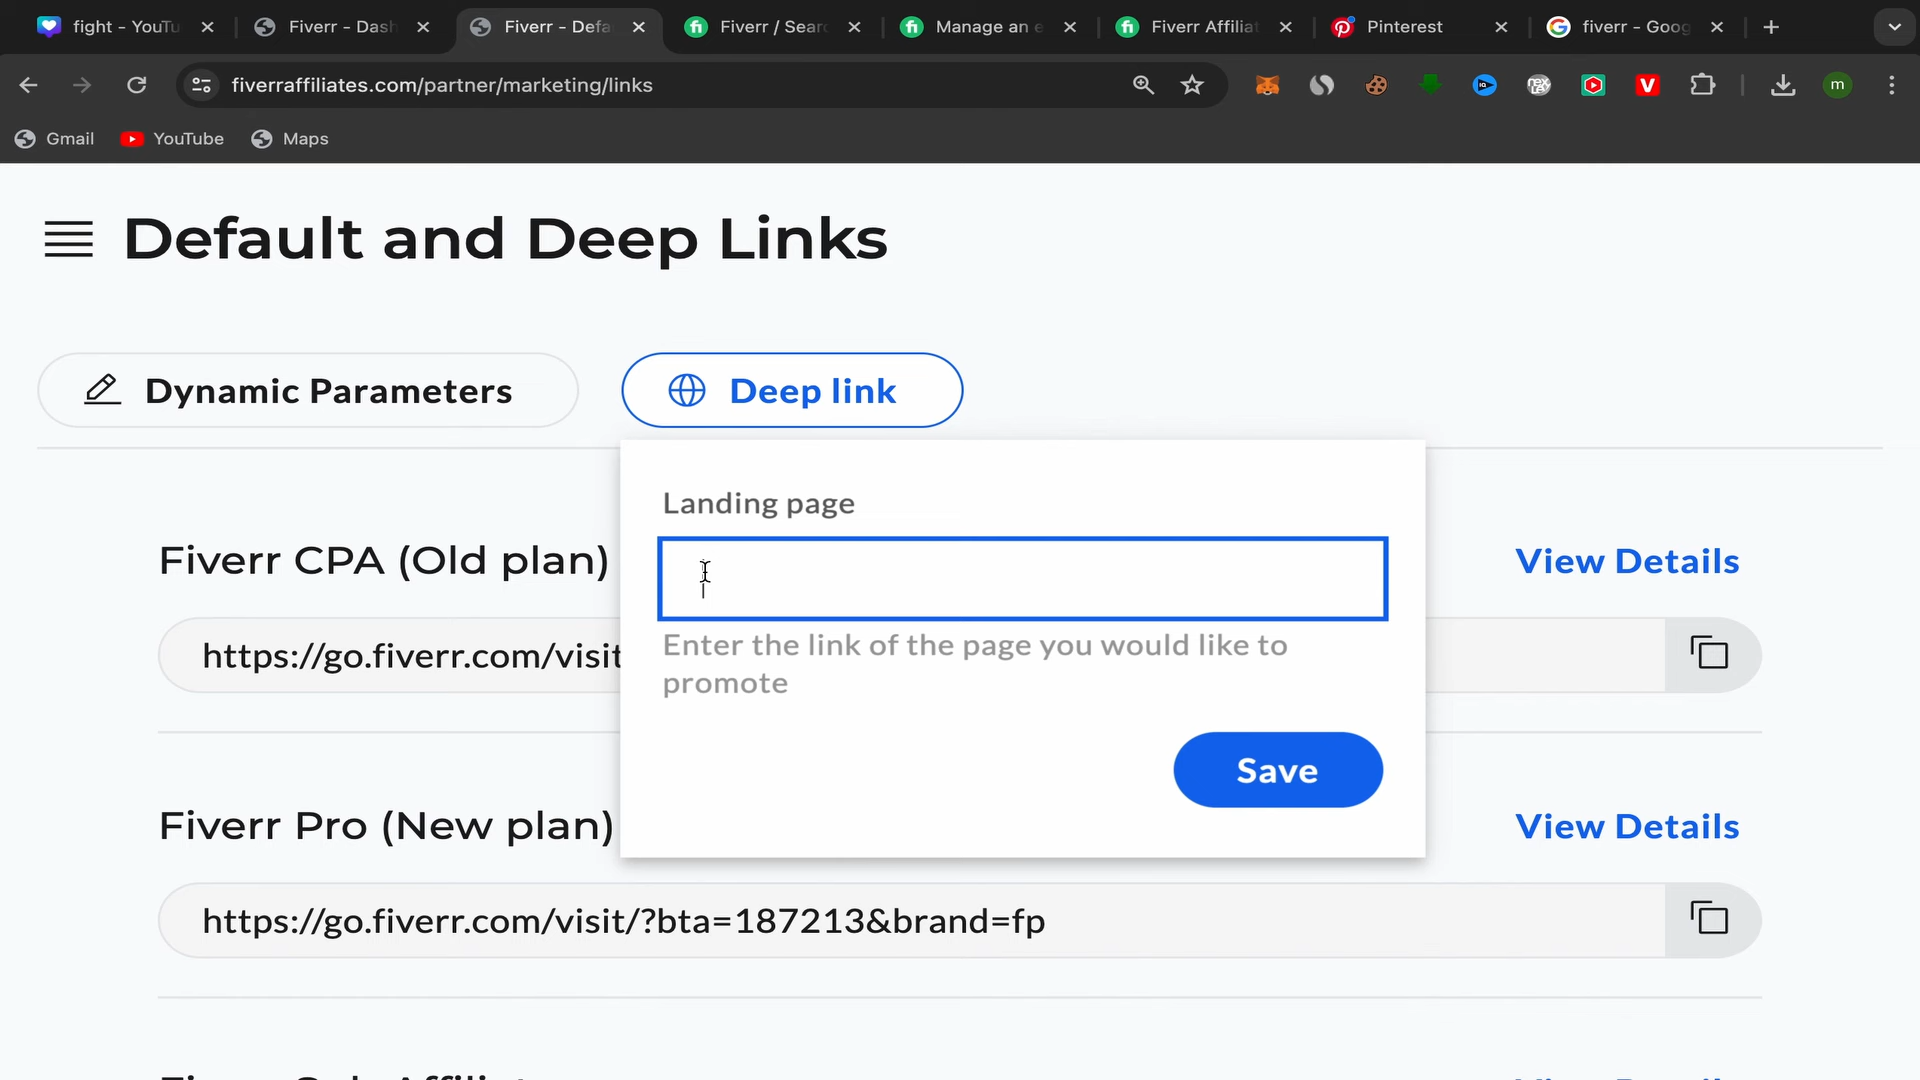 fight - YouTu
Fiverr - Dash
Fiverr - Defa
Fiverr / Sear
Manage an e
Fiverr Affiliat
Pinterest
fiverr - Goog
fiverraffiliates.com/partner/marketing/links
m
Gmail
YouTube
Maps
Default and Deep Links
Dynamic Parameters
Deep link
Landing page
Enter the link of the page you would like to
promote
Save
Fiverr CPA (Old plan)
View Details
https://go.fiverr.com/visit
Fiverr Pro (New plan)
View Details
https://go.fiverr.com/visit/?bta=187213&brand=fp